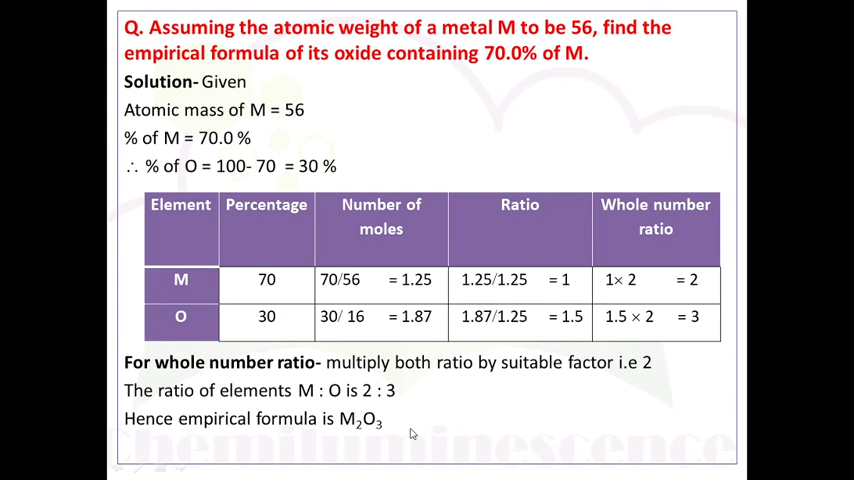 Q. Assuming the atomic weight of a metal M to be 56, find the
empirical formula of its oxide containing 70.0% of M.
Solution- Given
Atomic mass of M = 56
% of M = 70.0 %
∴ % of O = 100- 70 = 30 %
Element Percentage Number of moles Ratio Whole number ratio
M 70 70/56 = 1.25 1.25/1.25 = 1 1× 2 = 2
O 30 30/ 16 = 1.87 1.87/1.25 = 1.5 1.5 × 2 = 3
For whole number ratio- multiply both ratio by suitable factor i.e 2
The ratio of elements M : O is 2 : 3
Hence empirical formula is M₂O₃
Chemiluminescence